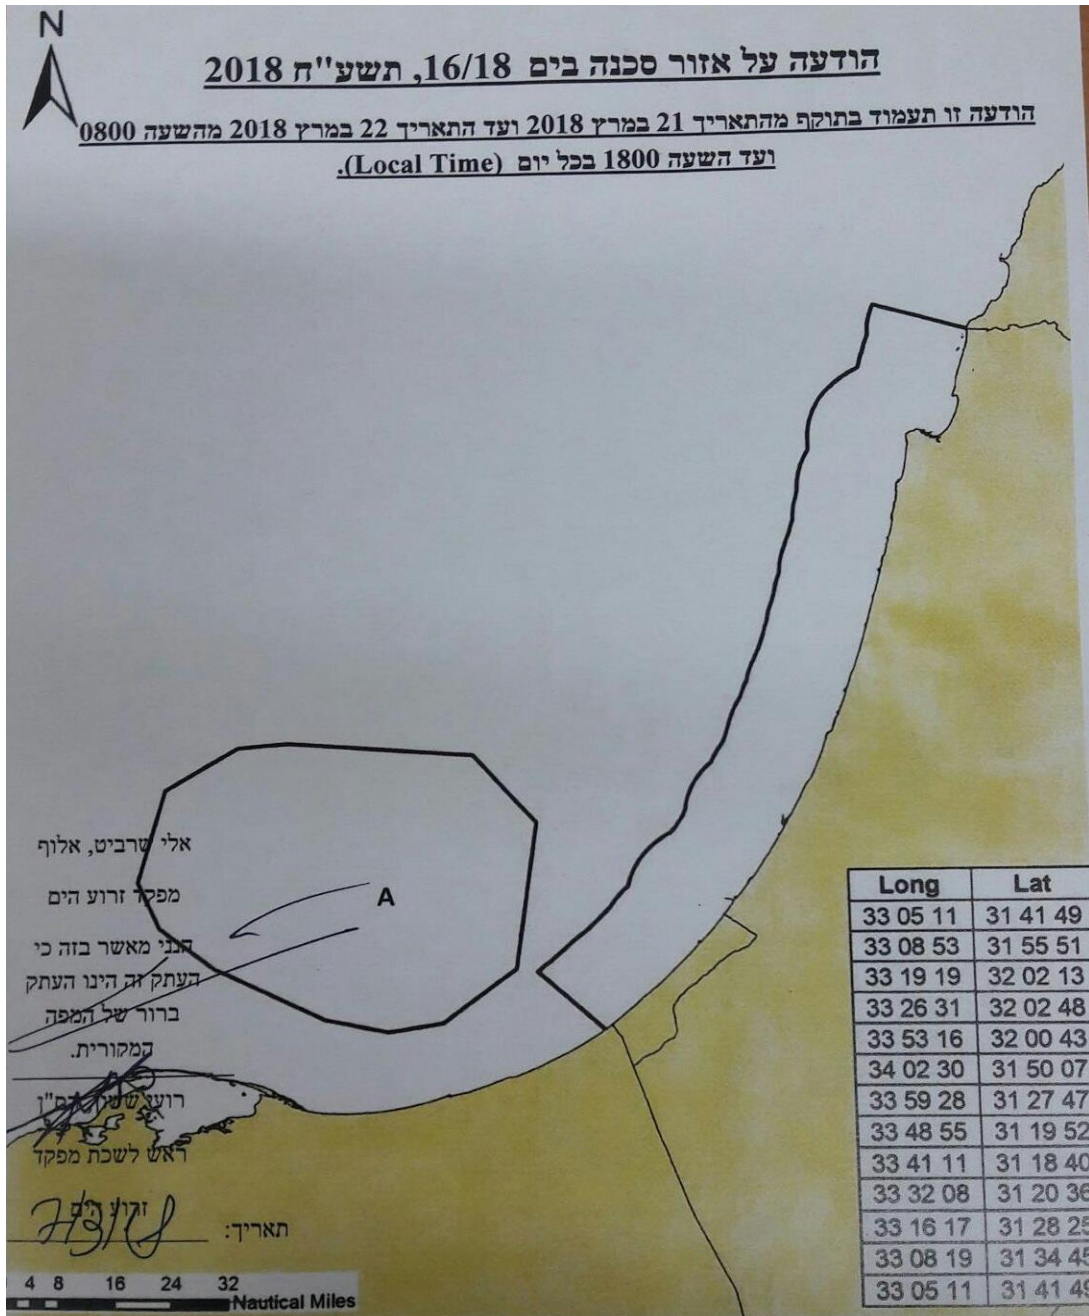 N
הודעה על אזור סכנה בים 16/18, תשע"ח 2018
הודעה זו תעמוד בתוקף מהתאריך 21 במרץ 2018 ועד התאריך 22 במרץ 2018 מהשעה 0800
ועד השעה 1800 בכל יום (Local Time).
A
אלי שרביט, אלוף
מפקד זרוע הים
הנני מאשר בזה כי
העתק זה הינו העתק
ברור של המפה
המקורית.
רועי
ראש לשכת מפקד
זרוע הים
תאריך:
4 8 16 24 32
Nautical Miles
Long Lat
33 05 11 31 41 49
33 08 53 31 55 51
33 19 19 32 02 13
33 26 31 32 02 48
33 53 16 32 00 43
34 02 30 31 50 07
33 59 28 31 27 47
33 48 55 31 19 52
33 41 11 31 18 40
33 32 08 31 20 36
33 16 17 31 28 25
33 08 19 31 34 45
33 05 11 31 41 49